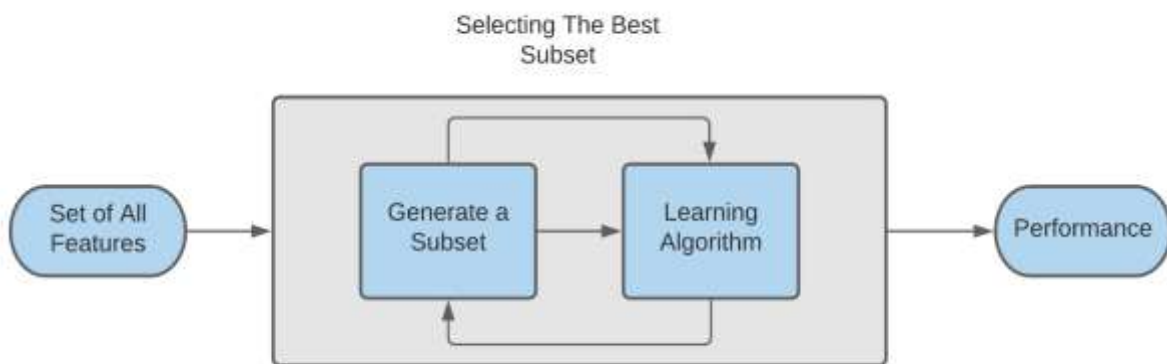 Selecting The Best
Subset
Set of All
Features
Generate a
Subset
Learning
Algorithm
Performance